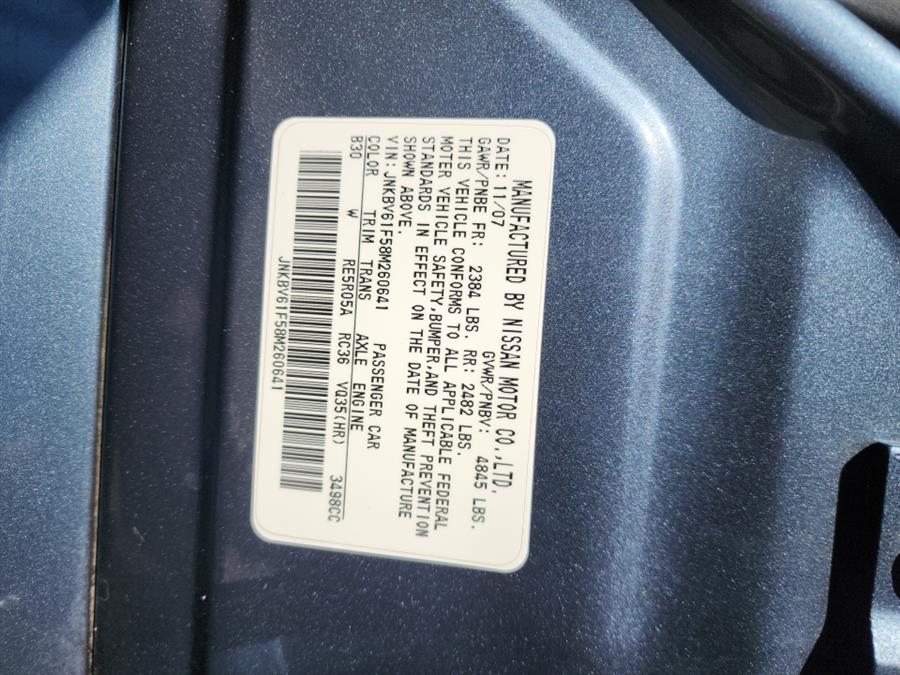 MANUFACTURED BY NISSAN MOTOR CO.,LTD.
DATE: 11/07 GVWR/PNBV: 4845 LBS.
GAWR/PNBE FR: 2384 LBS. RR: 2482 LBS.
THIS VEHICLE CONFORMS TO ALL APPLICABLE FEDERAL
MOTER VEHICLE SAFETY,BUMPER,AND THEFT PREVENTION
STANDARDS IN EFFECT ON THE DATE OF MANUFACTURE
SHOWN ABOVE.
VIN:JNKBV61F58M260641 PASSENGER CAR
COLOR TRIM TRANS AXLE ENGINE
B30 W RE5R05A RC36 VQ35(HR) 3498CC
JNKBV61F58M260641